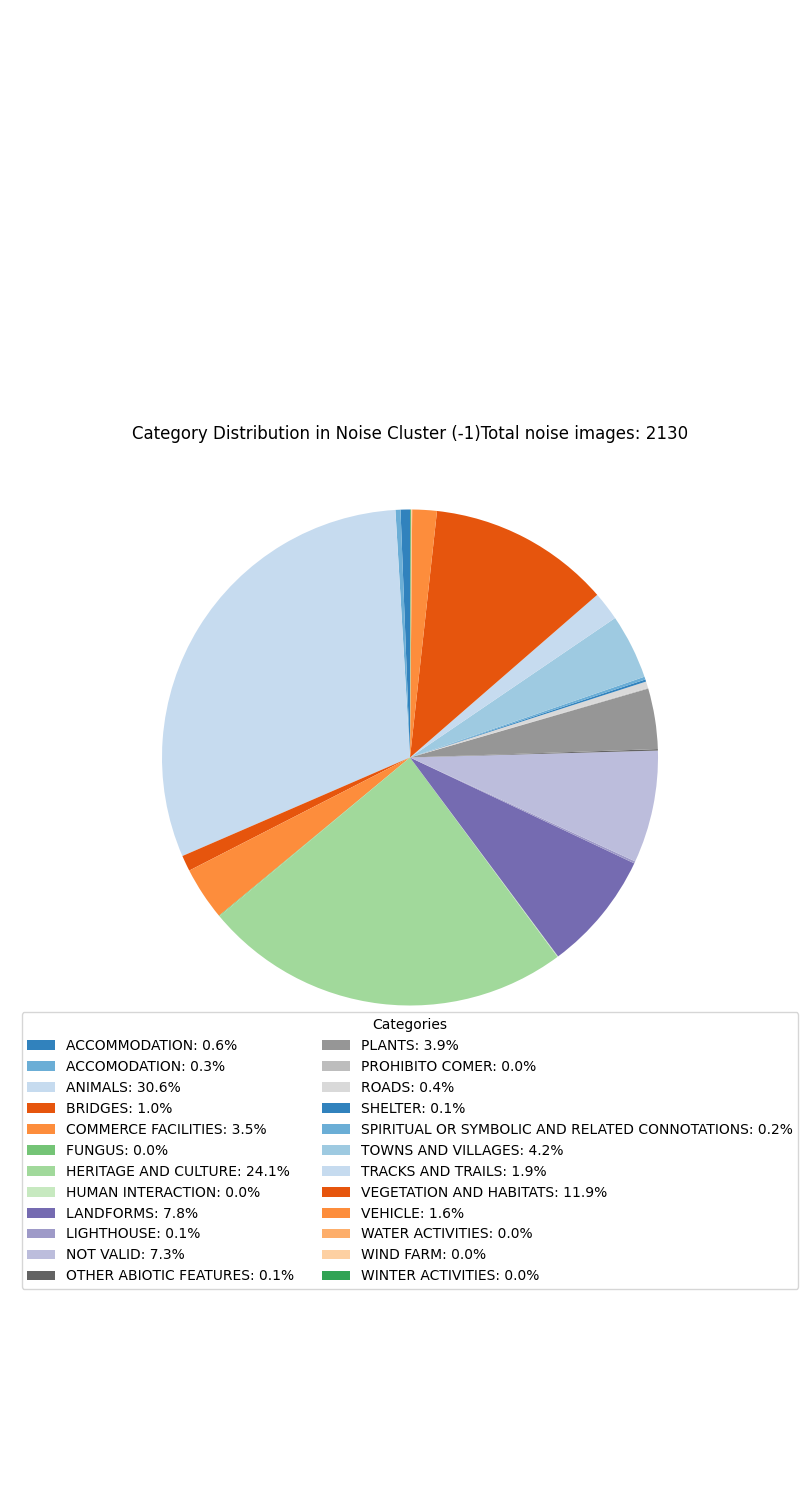 Category Distribution in Noise Cluster (-1)Total noise images: 2130
Categories
ACCOMMODATION: 0.6%
ACCOMODATION: 0.3%
ANIMALS: 30.6%
BRIDGES: 1.0%
COMMERCE FACILITIES: 3.5%
FUNGUS: 0.0%
HERITAGE AND CULTURE: 24.1%
HUMAN INTERACTION: 0.0%
LANDFORMS: 7.8%
LIGHTHOUSE: 0.1%
NOT VALID: 7.3%
OTHER ABIOTIC FEATURES: 0.1%
PLANTS: 3.9%
PROHIBITO COMER: 0.0%
ROADS: 0.4%
SHELTER: 0.1%
SPIRITUAL OR SYMBOLIC AND RELATED CONNOTATIONS: 0.2%
TOWNS AND VILLAGES: 4.2%
TRACKS AND TRAILS: 1.9%
VEGETATION AND HABITATS: 11.9%
VEHICLE: 1.6%
WATER ACTIVITIES: 0.0%
WIND FARM: 0.0%
WINTER ACTIVITIES: 0.0%